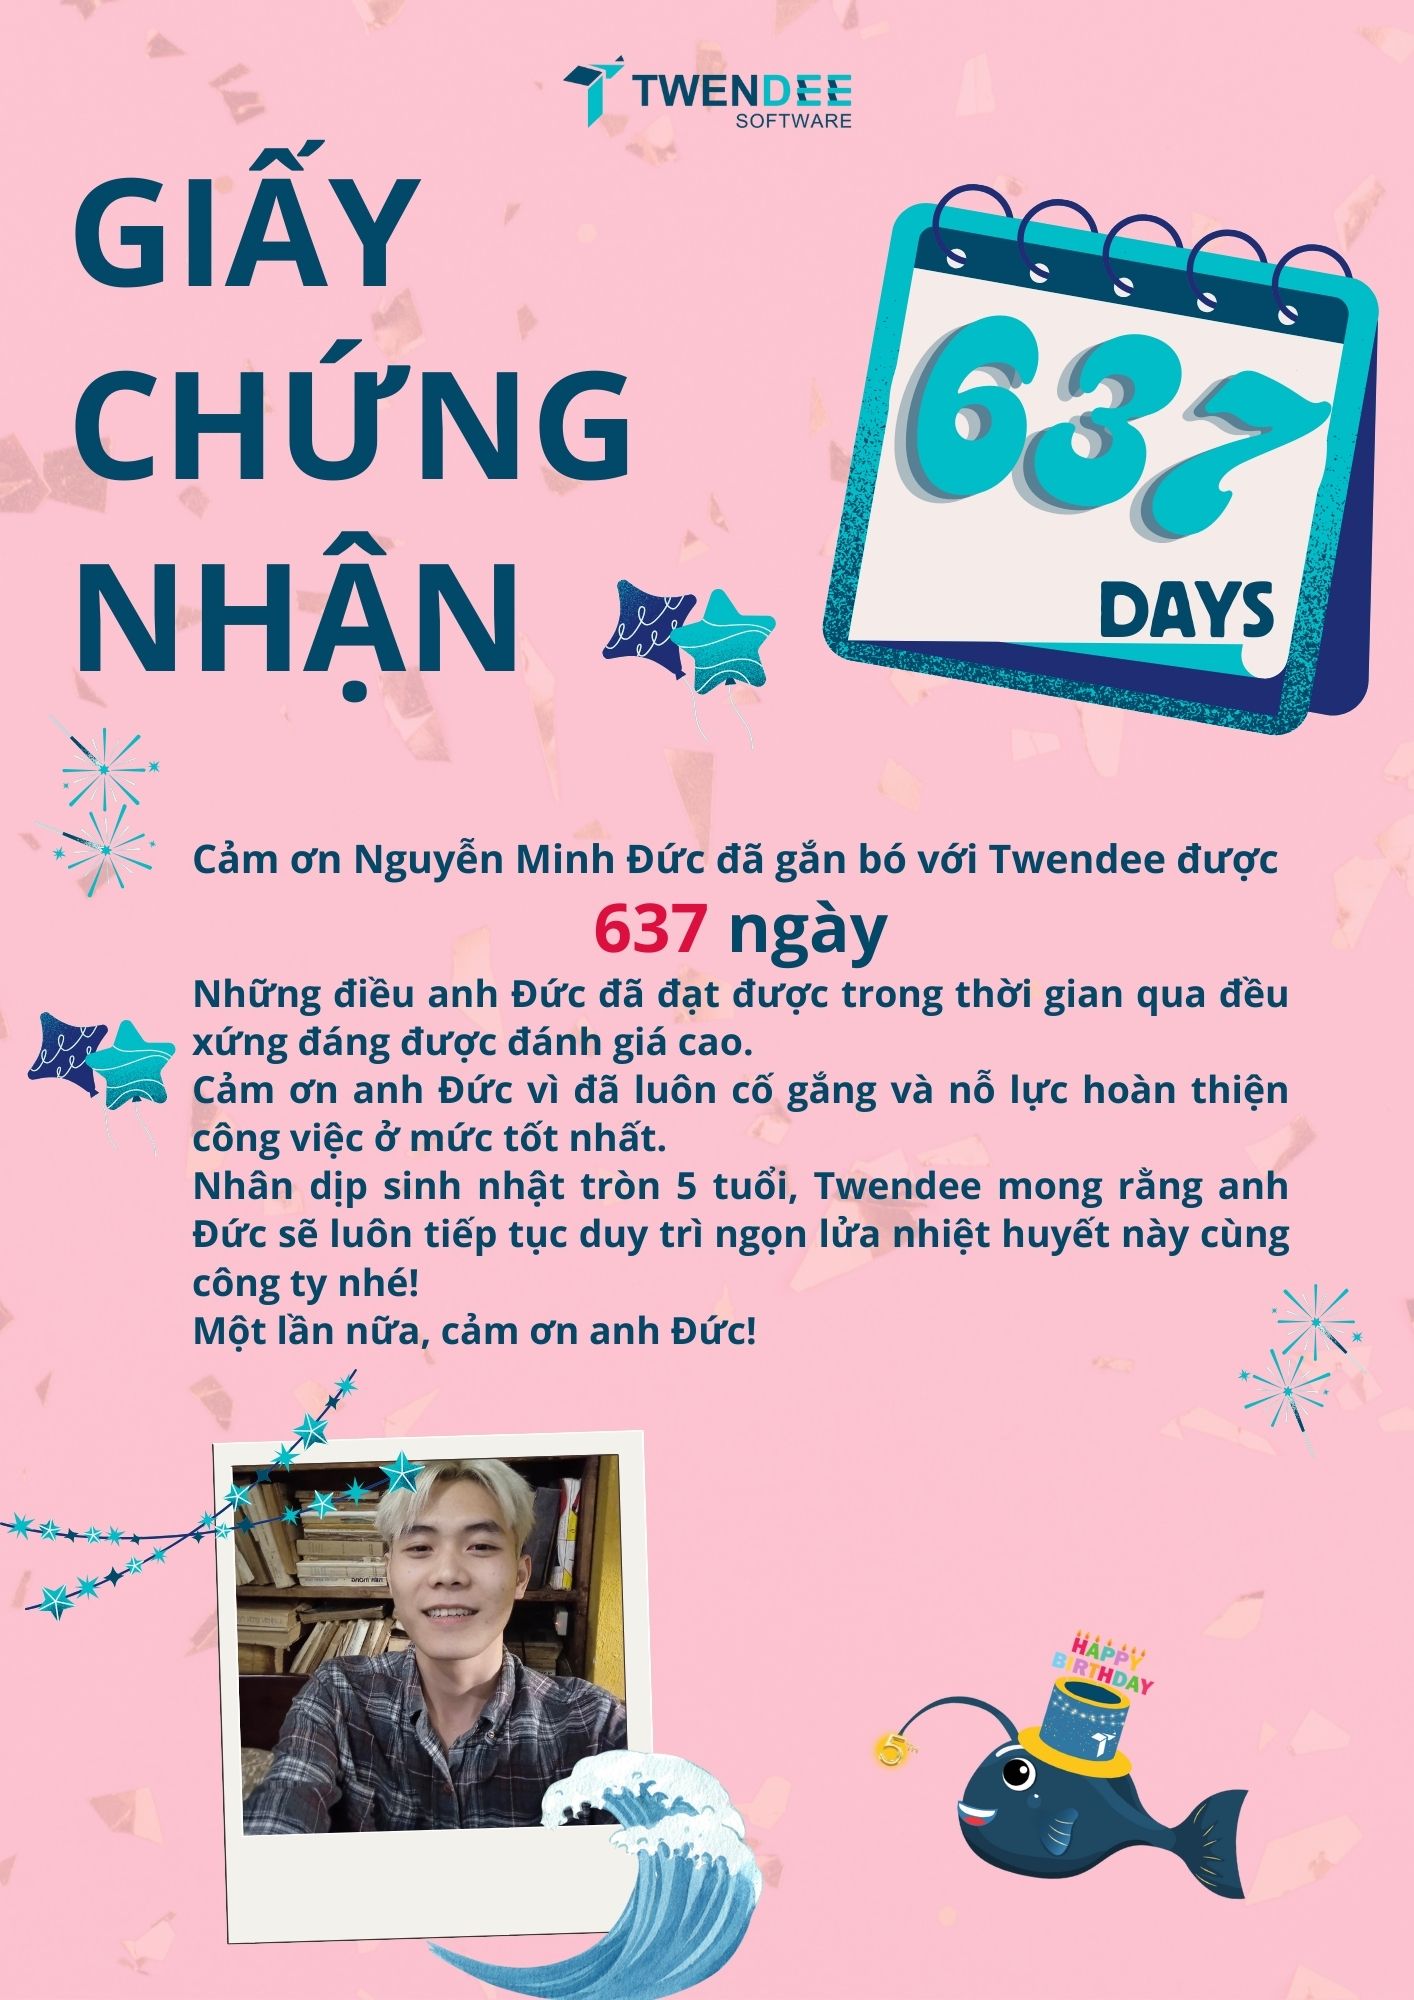 TWENDEE
SOFTWARE
GIẤY
CHỨNG
NHẬN
637
DAYS
Cảm ơn Nguyễn Minh Đức đã gắn bó với Twendee được
637 ngày
Những điều anh Đức đã đạt được trong thời gian qua đều
xứng đáng được đánh giá cao.
Cảm ơn anh Đức vì đã luôn cố gắng và nỗ lực hoàn thiện
công việc ở mức tốt nhất.
Nhân dịp sinh nhật tròn 5 tuổi, Twendee mong rằng anh
Đức sẽ luôn tiếp tục duy trì ngọn lửa nhiệt huyết này cùng
công ty nhé!
Một lần nữa, cảm ơn anh Đức!
HAPPY
BIRTHDAY
5